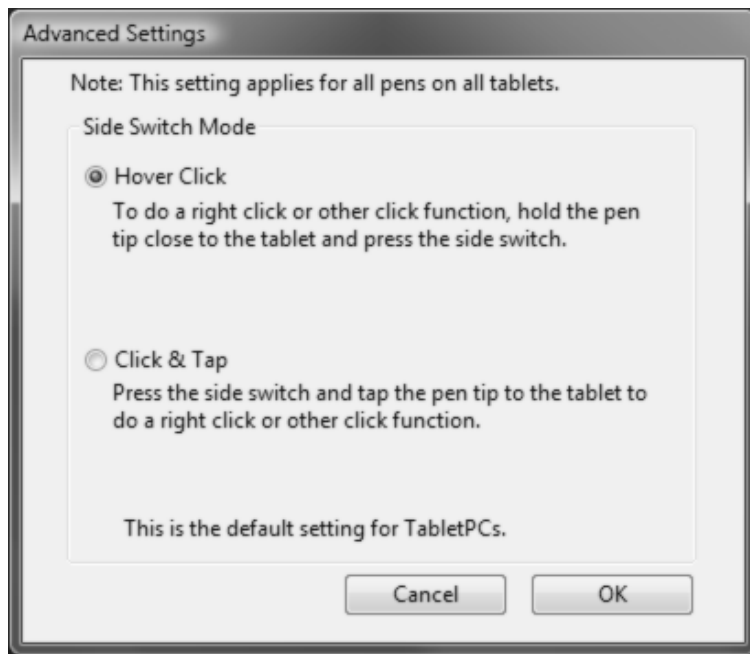 Advanced Settings
Note: This setting applies for all pens on all tablets.
Side Switch Mode
Hover Click
To do a right click or other click function, hold the pen
tip close to the tablet and press the side switch.
Click & Tap
Press the side switch and tap the pen tip to the tablet to
do a right click or other click function.
This is the default setting for TabletPCs.
Cancel OK